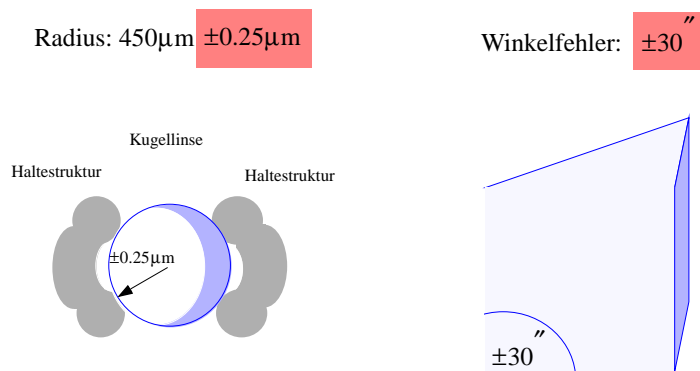 Radius: 450µm ±0.25µm
Winkelfehler: ±30″
Kugellinse
Haltestruktur
Haltestruktur
±0.25µm
±30″